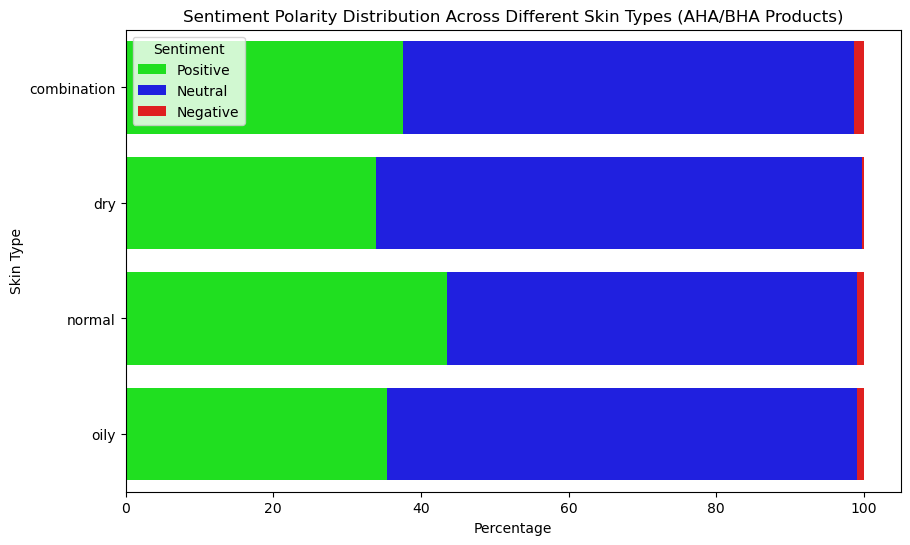 Sentiment Polarity Distribution Across Different Skin Types (AHA/BHA Products)
Sentiment
Positive
Neutral
Negative
combination
dry
normal
oily
Skin Type
0 20 40 60 80 100
Percentage